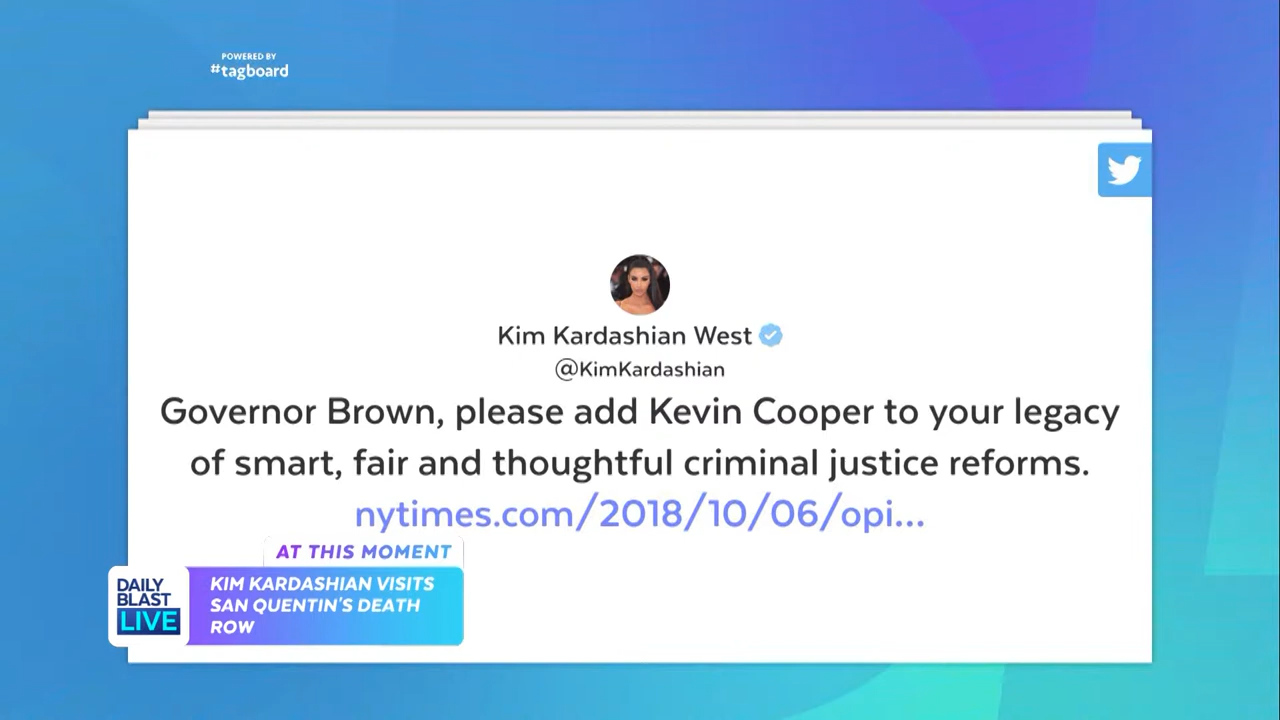 POWERED BY
#tagboard
Kim Kardashian West
@KimKardashian
Governor Brown, please add Kevin Cooper to your legacy
of smart, fair and thoughtful criminal justice reforms.
nytimes.com/2018/10/06/opi...
AT THIS MOMENT
DAILY
BLAST
LIVE
KIM KARDASHIAN VISITS
SAN QUENTIN'S DEATH
ROW